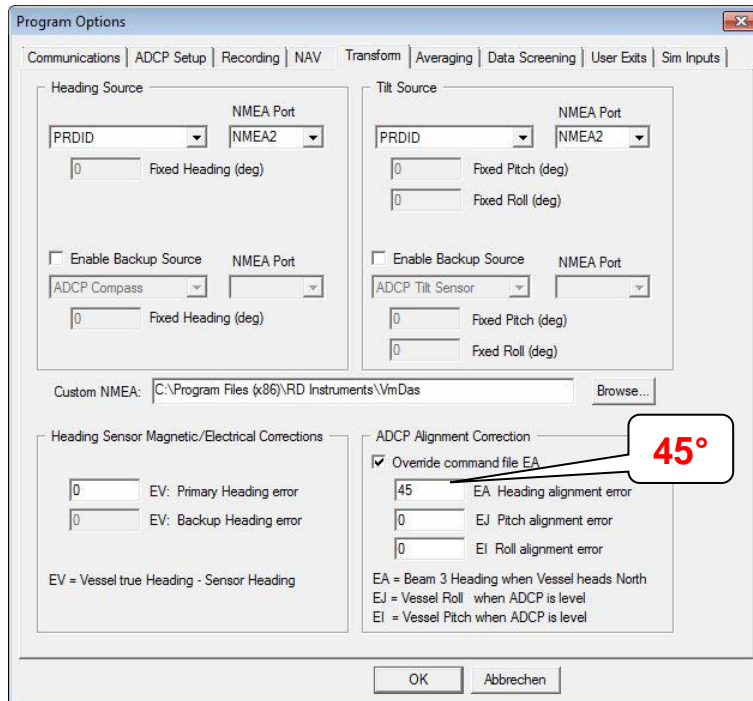 Program Options
Communications | ADCP Setup | Recording | NAV | Transform | Averaging | Data Screening | User Exits | Sim Inputs
Heading Source
NMEA Port
PRDID NMEA2
0 Fixed Heading (deg)
Enable Backup Source NMEA Port
ADCP Compass
0 Fixed Heading (deg)
Tilt Source
NMEA Port
PRDID NMEA2
0 Fixed Pitch (deg)
0 Fixed Roll (deg)
Enable Backup Source NMEA Port
ADCP Tilt Sensor
0 Fixed Pitch (deg)
0 Fixed Roll (deg)
Custom NMEA: C:\Program Files (x86)\RD Instruments\VmDas Browse...
Heading Sensor Magnetic/Electrical Corrections
0 EV: Primary Heading error
0 EV: Backup Heading error
EV = Vessel true Heading - Sensor Heading
ADCP Alignment Correction
Override command file EA
45°
45 EA Heading alignment error
0 EJ Pitch alignment error
0 EI Roll alignment error
EA = Beam 3 Heading when Vessel heads North
EJ = Vessel Roll when ADCP is level
EI = Vessel Pitch when ADCP is level
OK Abbrechen